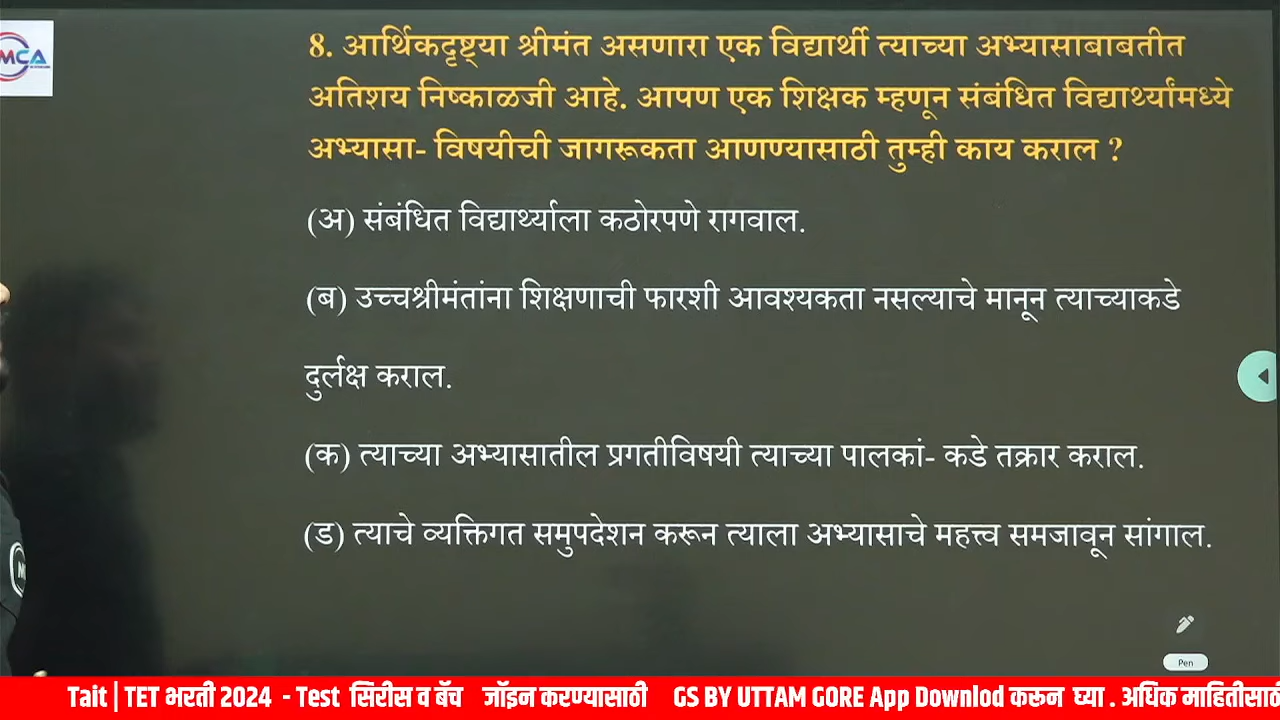 MCA
8. आर्थिकदृष्ट्या श्रीमंत असणारा एक विद्यार्थी त्याच्या अभ्यासाबाबतीत
अतिशय निष्काळजी आहे. आपण एक शिक्षक म्हणून संबंधित विद्यार्थ्यांमध्ये
अभ्यासा- विषयीची जागरूकता आणण्यासाठी तुम्ही काय कराल ?
(अ) संबंधित विद्यार्थ्याला कठोरपणे रागवाल.
(ब) उच्चश्रीमंतांना शिक्षणाची फारशी आवश्यकता नसल्याचे मानून त्याच्याकडे
दुर्लक्ष कराल.
(क) त्याच्या अभ्यासातील प्रगतीविषयी त्याच्या पालकां- कडे तक्रार कराल.
(ड) त्याचे व्यक्तिगत समुपदेशन करून त्याला अभ्यासाचे महत्त्व समजावून सांगाल.
Pen
Tait | TET भरती 2024 - Test सिरीस व बॅच जॉइन करण्यासाठी GS BY UTTAM GORE App Downlod करून घ्या . अधिक माहितीसाठी